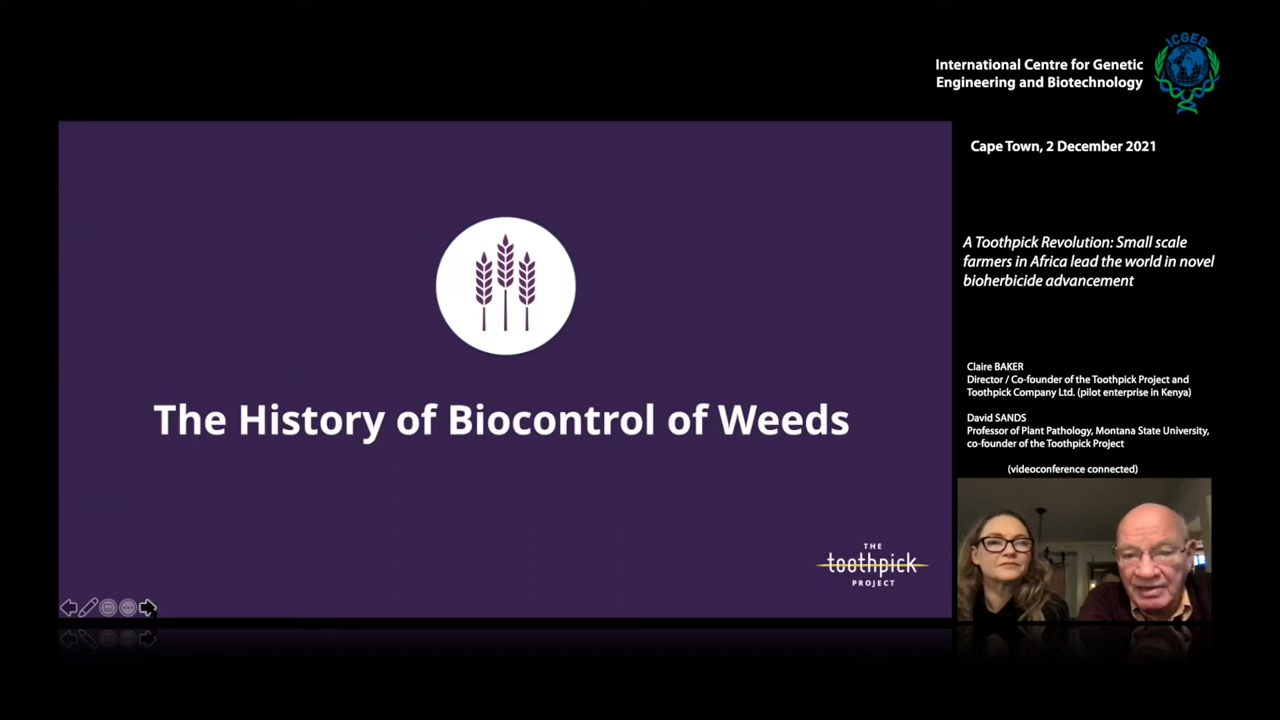 ICGEB
International Centre for Genetic
Engineering and Biotechnology
Cape Town, 2 December 2021
A Toothpick Revolution: Small scale
farmers in Africa lead the world in novel
bioherbicide advancement
The History of Biocontrol of Weeds
THE
toothpick
PROJECT
Claire BAKER
Director / Co-founder of the Toothpick Project and
Toothpick Company Ltd. (pilot enterprise in Kenya)
David SANDS
Professor of Plant Pathology, Montana State University,
co-founder of the Toothpick Project
(videoconference connected)